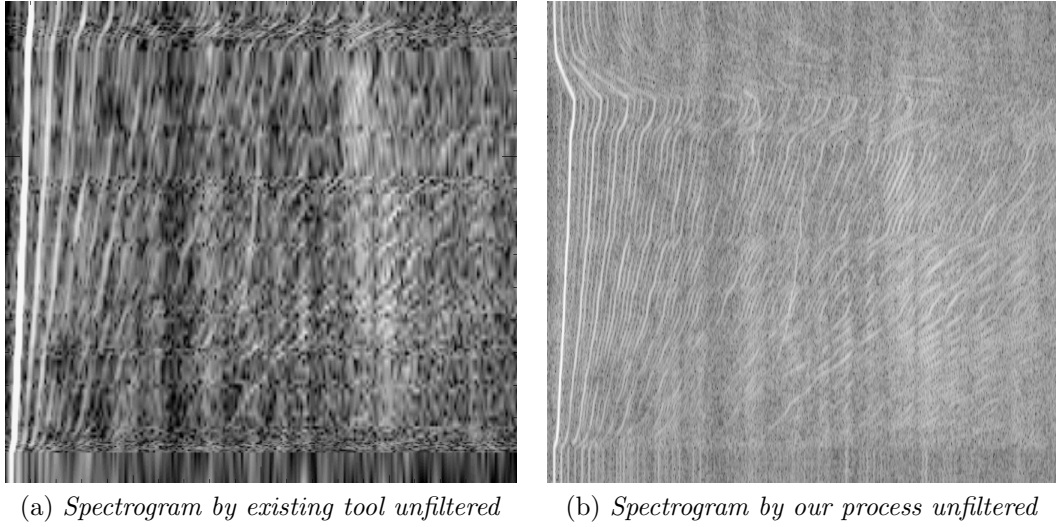 (a) Spectrogram by existing tool unfiltered
(b) Spectrogram by our process unfiltered